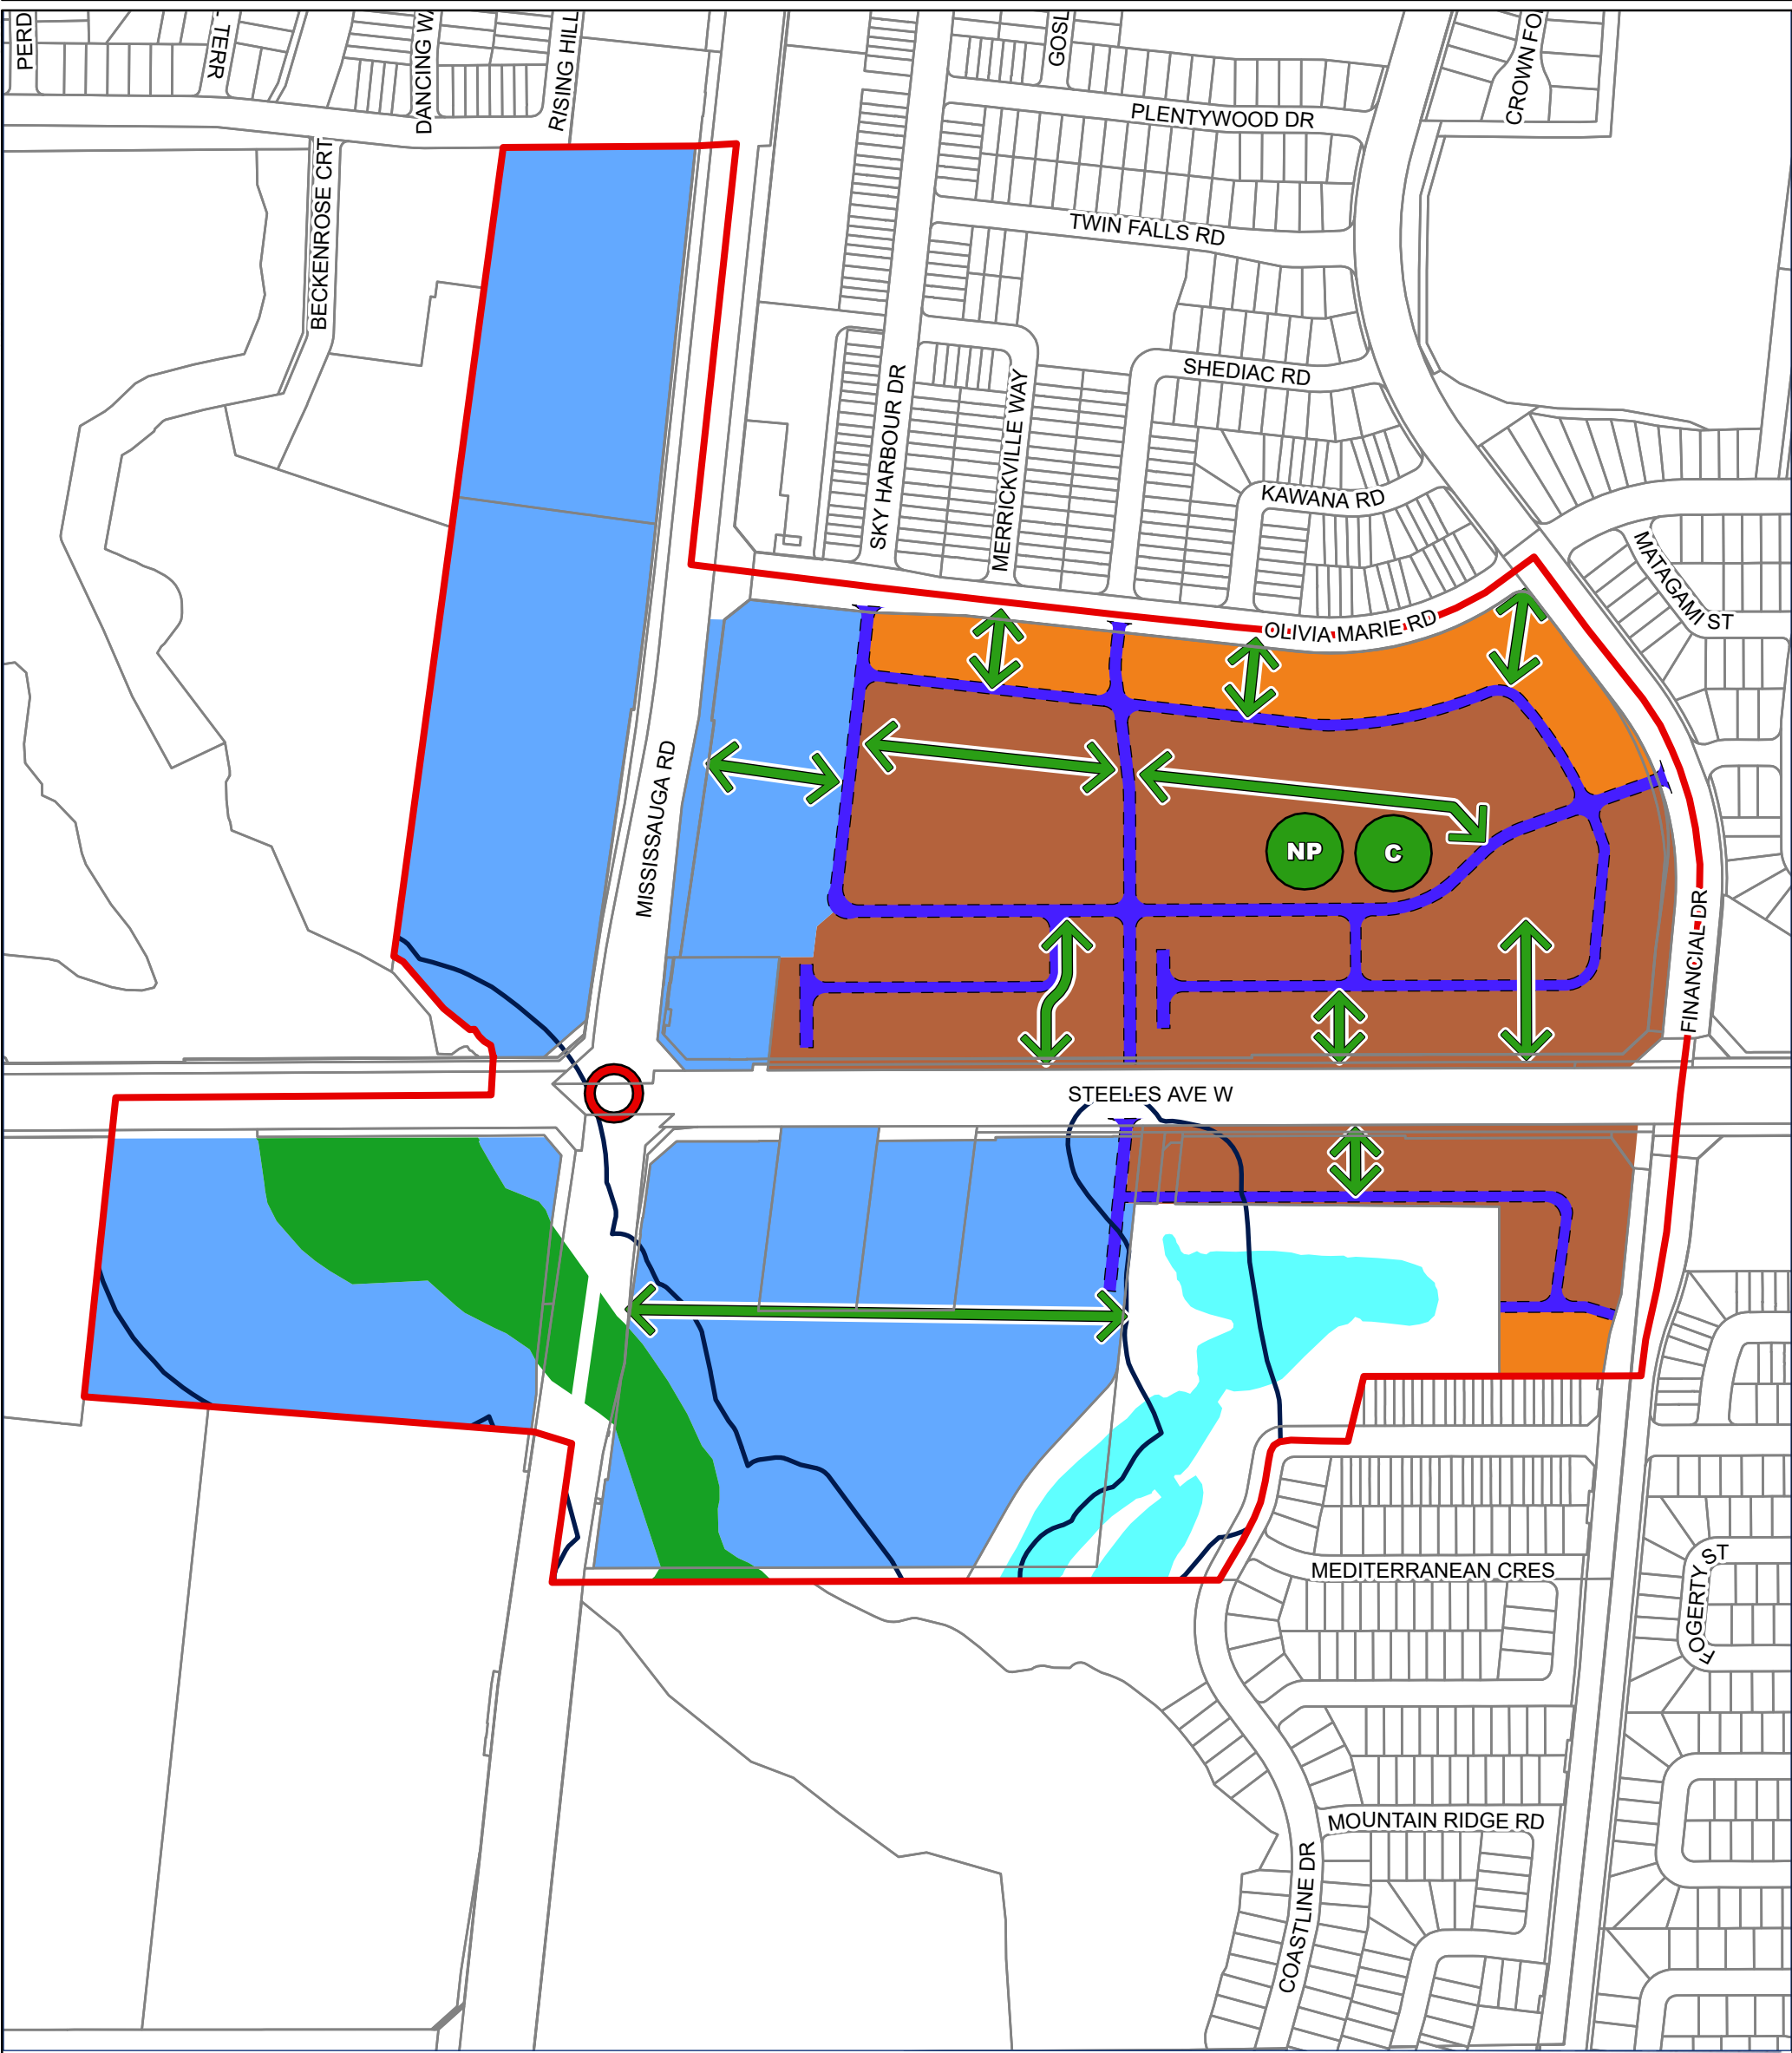 PERD
TERR
DANCING W
RISING HILL
GOSL
CROWN FO
PLENTYWOOD DR
BECKENROSE CRT
TWIN FALLS RD
SHEDIAC RD
SKY HARBOUR DR
MERRICKVILLE WAY
KAWANA RD
MATAGAMI ST
OLIVIA MARIE RD
MISSISSAUGA RD
NP
C
FINANCIAL DR
STEELES AVE W
MEDITERRANEAN CRES
FOGERTY ST
MOUNTAIN RIDGE RD
COASTLINE DR